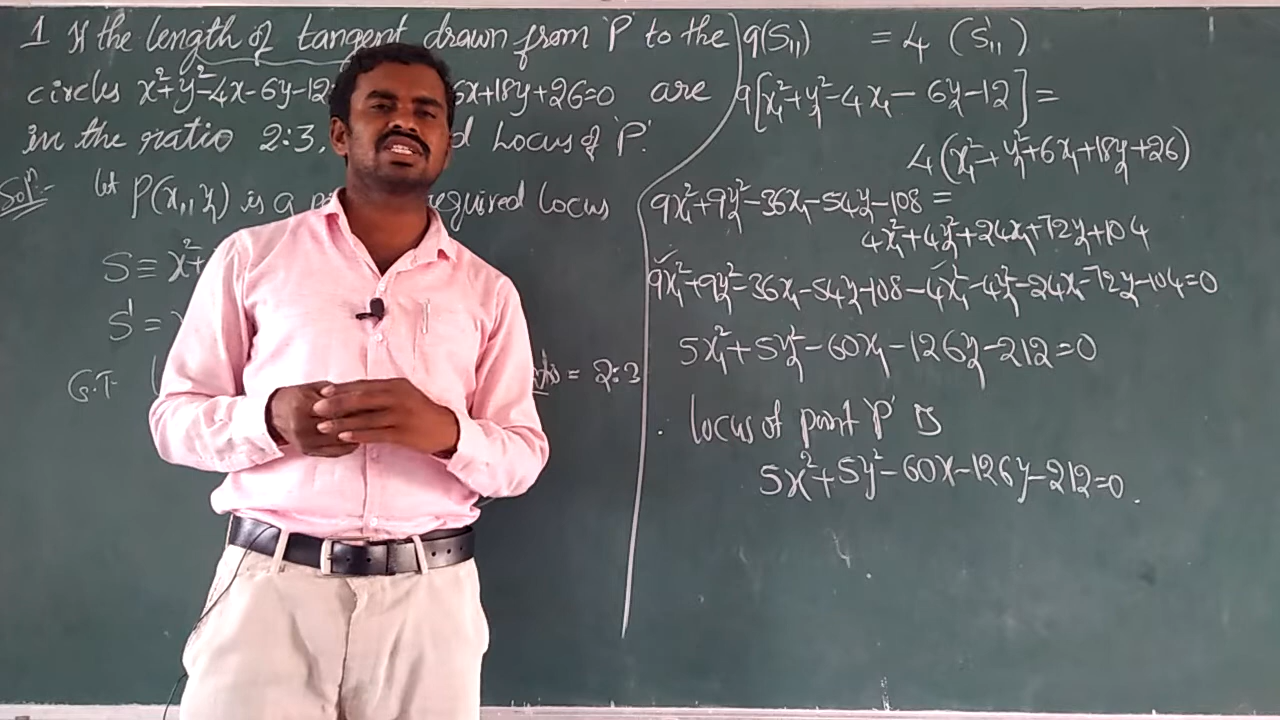 1 If the length of tangent drawn from 'P' to the
circles x²+y²-4x-6y-12 6x+18y+26=0 are
in the ratio 2:3, Locus of 'P'.
Sol:- let P(x₁,y₁) is a required Locus
S ≡ x²+
S' =
G.T = 2:3
9(S₁₁) = 4 (S'₁₁)
9[x₁²+y₁²-4x₁-6y₁-12] =
4(x₁²+y₁²+6x₁+18y₁+26)
9x₁²+9y₁²-36x₁-54y₁-108 =
4x₁²+4y₁²+24x₁+72y₁+104
9x₁²+9y₁²-36x₁-54y₁-108-4x₁²-4y₁²-24x₁-72y₁-104=0
5x₁²+5y₁²-60x₁-126y₁-212=0
. locus of point 'P' is
5x²+5y²-60x-126y-212=0.